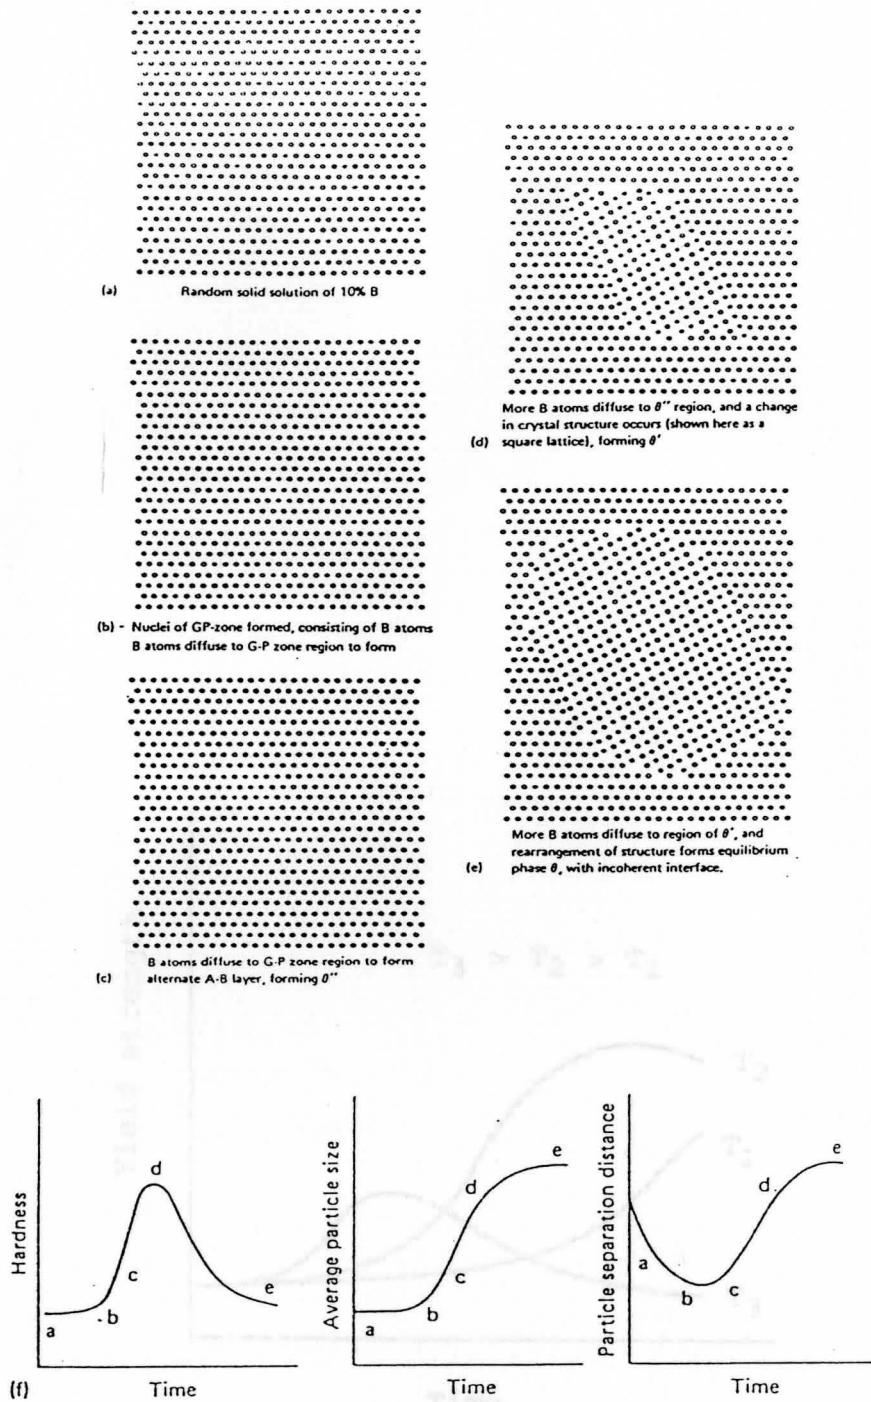 (a) Random solid solution of 10% B
(b) - Nuclei of GP-zone formed, consisting of B atoms
B atoms diffuse to G-P zone region to form
B atoms diffuse to G-P zone region to form
(c) alternate A-B layer, forming θ''
More B atoms diffuse to θ'' region, and a change
in crystal structure occurs (shown here as a
(d) square lattice), forming θ'
More B atoms diffuse to region of θ', and
rearrangement of structure forms equilibrium
(e) phase θ, with incoherent interface.
(f)
Hardness
a
b
c
d
e
Time
Average particle size
a
b
c
d
e
Time
Particle separation distance
a
b
c
d
e
Time